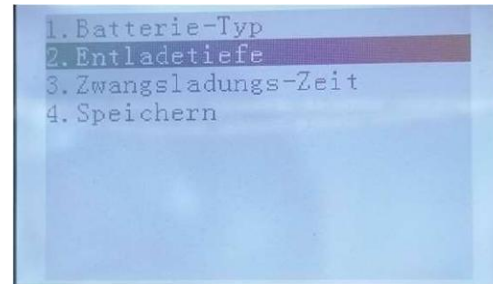 1.Batterie-Typ
2.Entladetiefe
3.Zwangsladungs-Zeit
4.Speichern